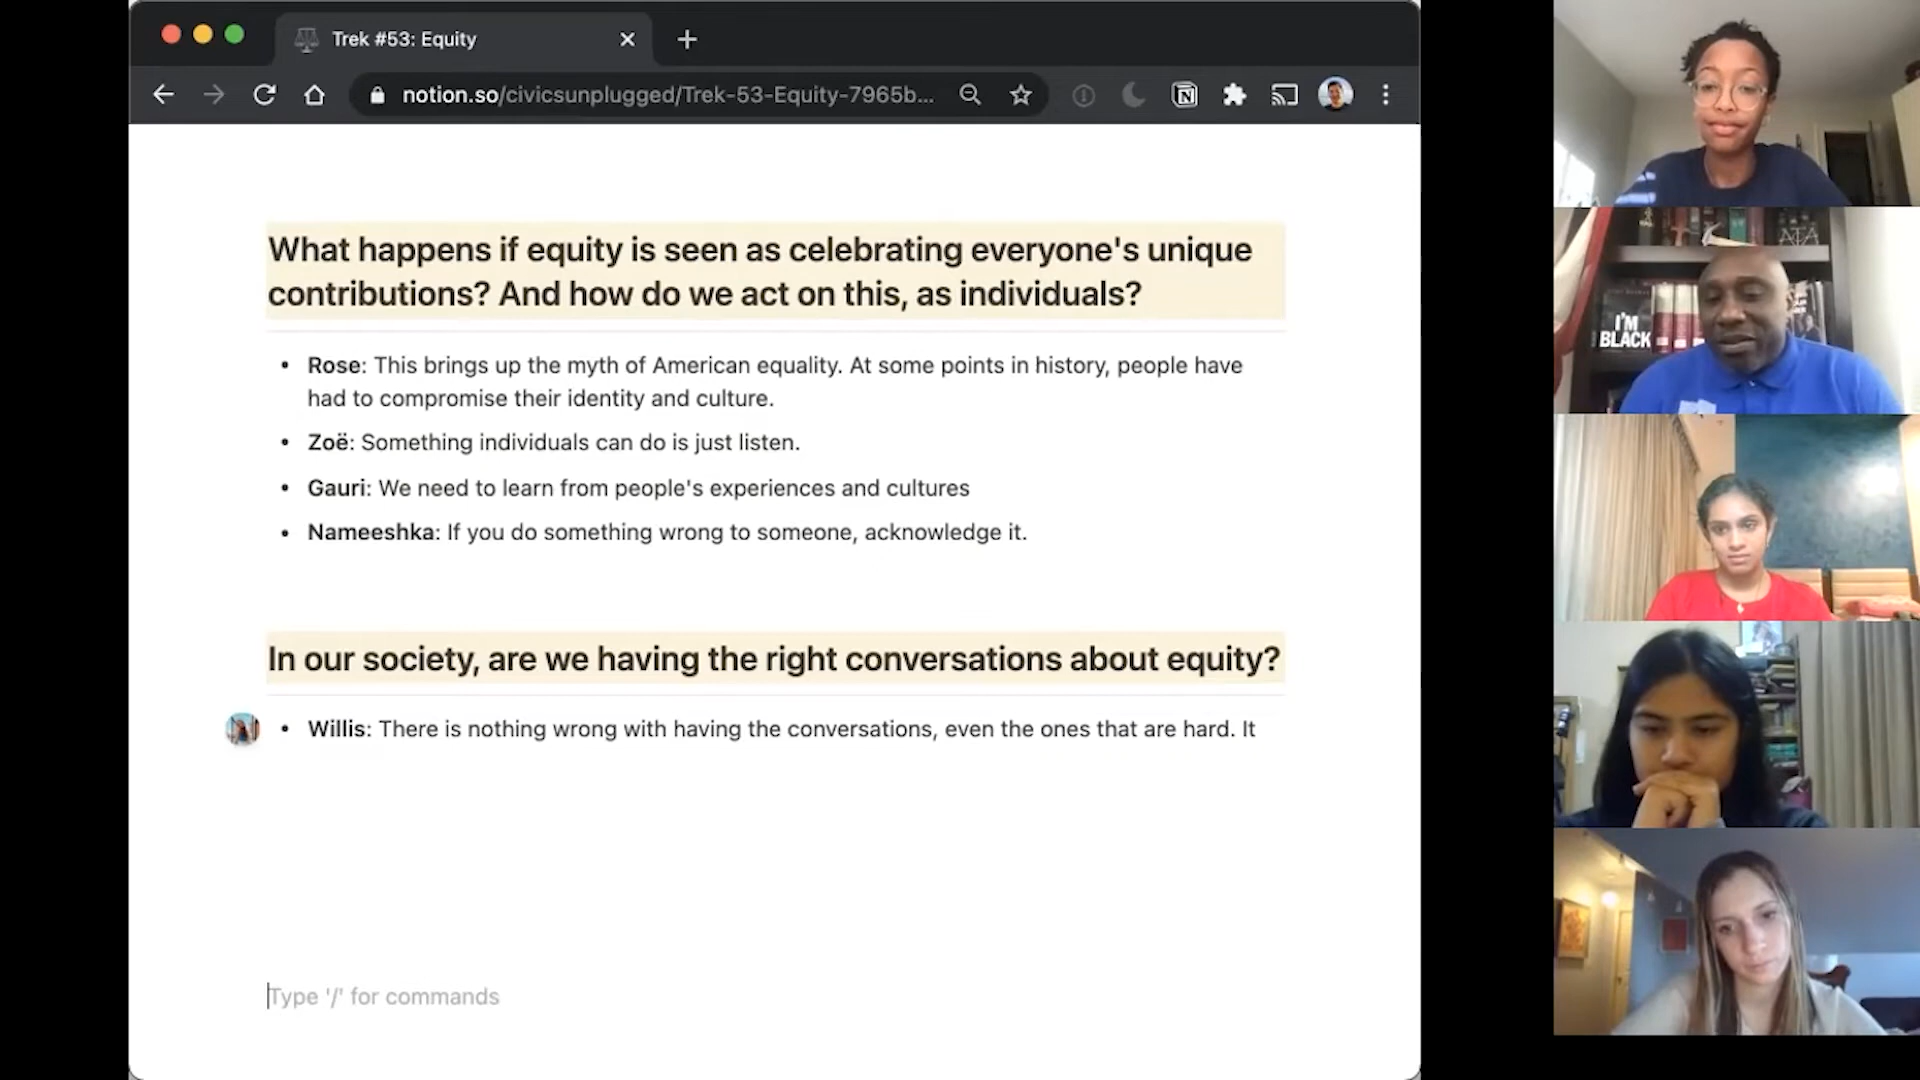 Trek #53: Equity
notion.so/civicsunplugged/Trek-53-Equity-7965b...
What happens if equity is seen as celebrating everyone's unique
contributions? And how do we act on this, as individuals?
• Rose: This brings up the myth of American equality. At some points in history, people have
had to compromise their identity and culture.
• Zoë: Something individuals can do is just listen.
• Gauri: We need to learn from people's experiences and cultures
• Nameeshka: If you do something wrong to someone, acknowledge it.
In our society, are we having the right conversations about equity?
• Willis: There is nothing wrong with having the conversations, even the ones that are hard. It
Type '/' for commands
ATA
I'M
BLACK